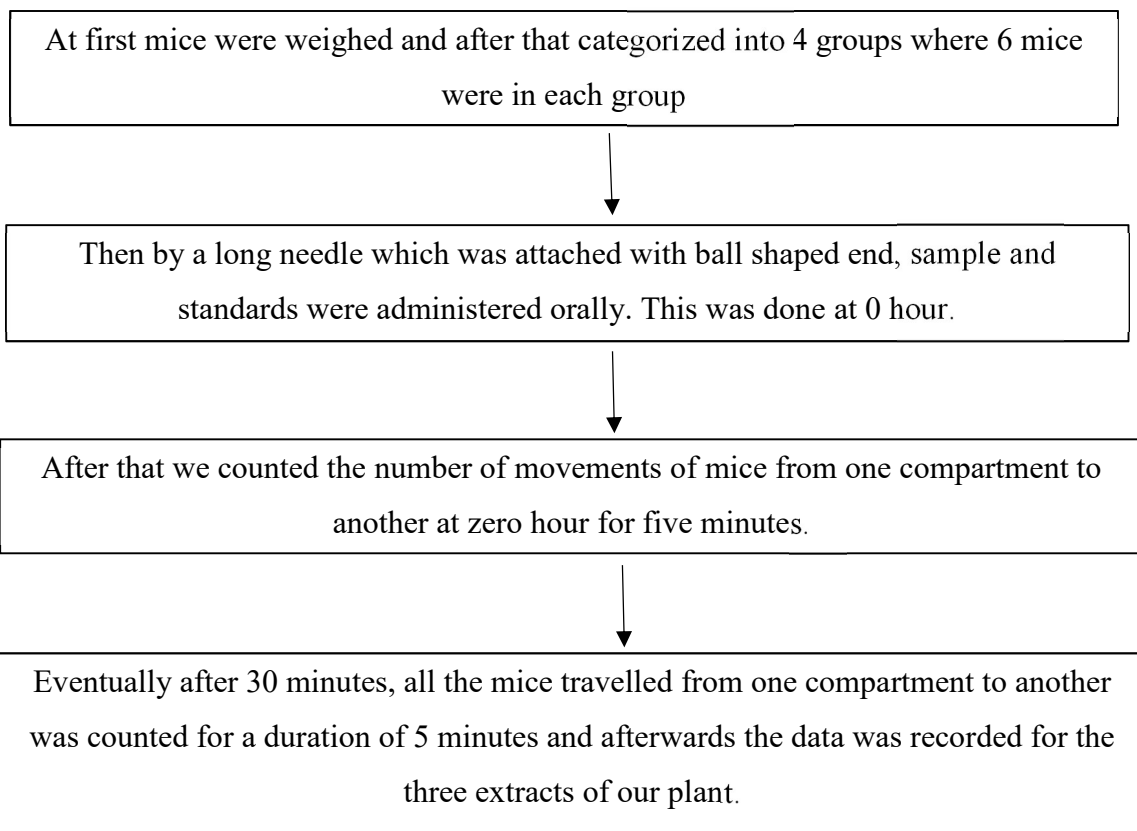 At first mice were weighed and after that categorized into 4 groups where 6 mice
were in each group
Then by a long needle which was attached with ball shaped end, sample and
standards were administered orally. This was done at 0 hour.
After that we counted the number of movements of mice from one compartment to
another at zero hour for five minutes.
Eventually after 30 minutes, all the mice travelled from one compartment to another
was counted for a duration of 5 minutes and afterwards the data was recorded for the
three extracts of our plant.